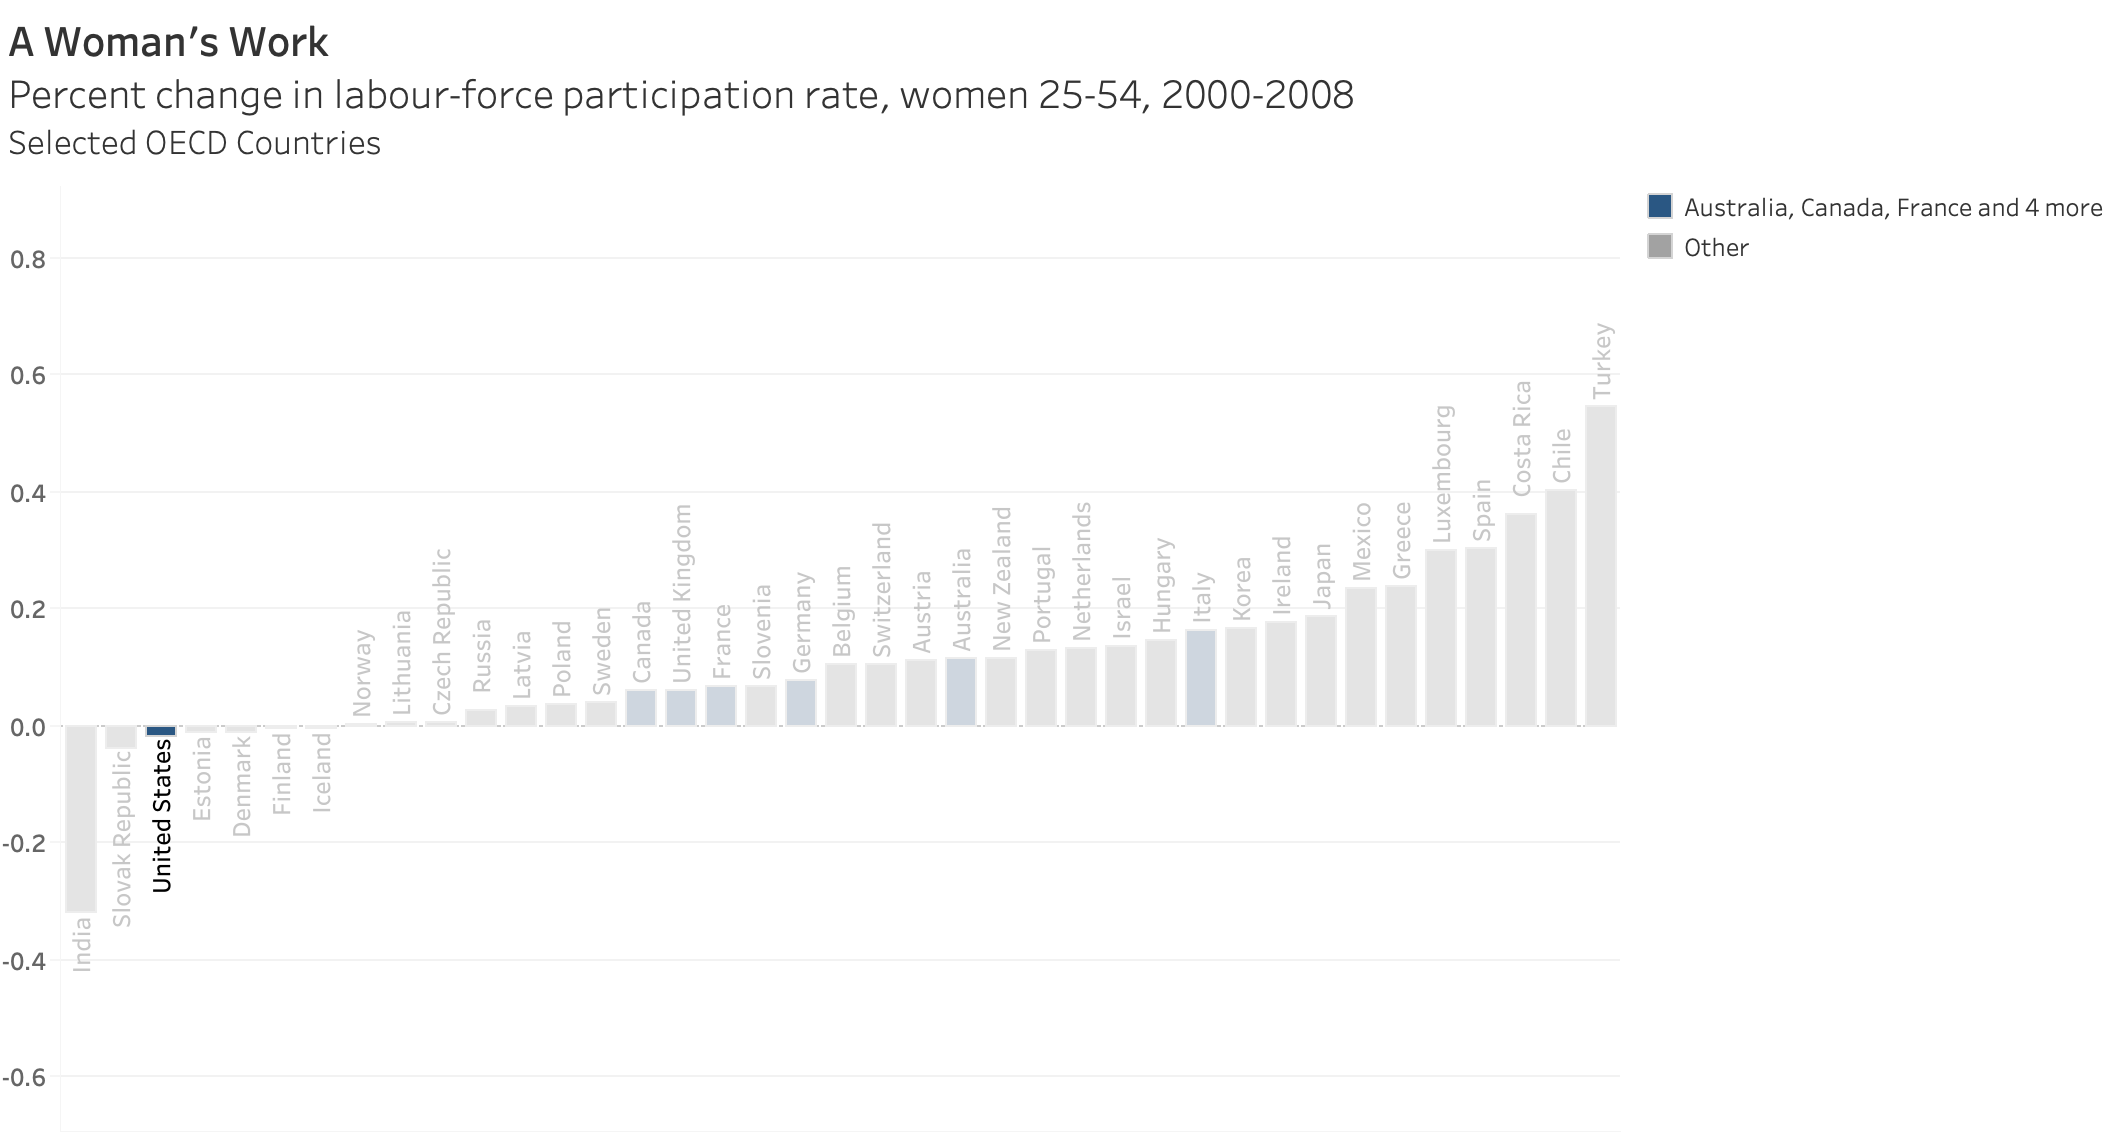 A Woman’s Work
Percent change in labour-force participation rate, women 25-54, 2000-2008
Selected OECD Countries
Australia, Canada, France and 4 more
Other
0.8
0.6
0.4
0.2
0.0
-0.2
-0.4
-0.6
India
Slovak Republic
United States
Estonia
Denmark
Finland
Iceland
Norway
Lithuania
Czech Republic
Russia
Latvia
Poland
Sweden
Canada
United Kingdom
France
Slovenia
Germany
Belgium
Switzerland
Austria
Australia
New Zealand
Portugal
Netherlands
Israel
Hungary
Italy
Korea
Ireland
Japan
Mexico
Greece
Luxembourg
Spain
Costa Rica
Chile
Turkey